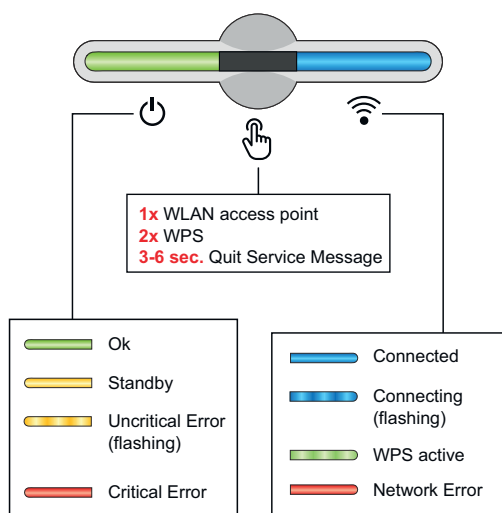 1x WLAN access point
2x WPS
3-6 sec. Quit Service Message
Ok
Standby
Uncritical Error
(flashing)
Critical Error
Connected
Connecting
(flashing)
WPS active
Network Error